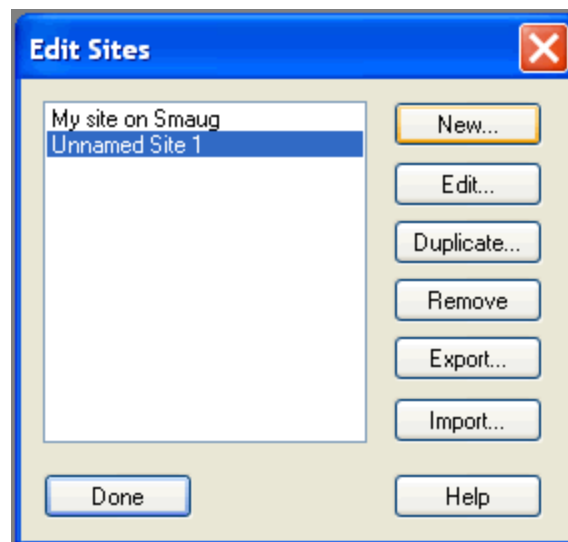 Edit Sites
My site on Smaug
Unnamed Site 1
New...
Edit...
Duplicate...
Remove
Export...
Import...
Done
Help